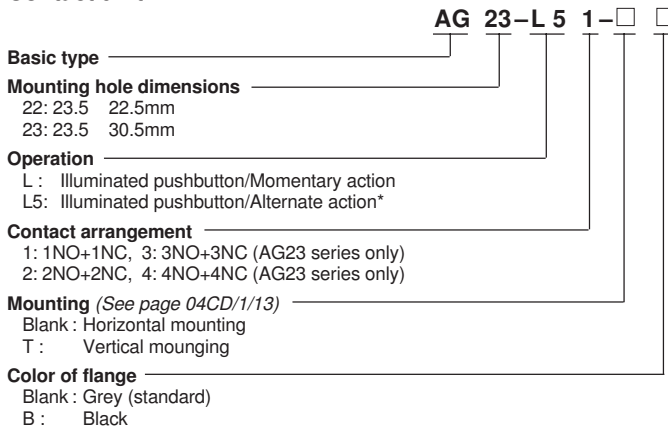 AG 23–L 5 1–□ □
Basic type
Mounting hole dimensions
22: 23.5 22.5mm
23: 23.5 30.5mm
Operation
L : Illuminated pushbutton/Momentary action
L5: Illuminated pushbutton/Alternate action*
Contact arrangement
1: 1NO+1NC, 3: 3NO+3NC (AG23 series only)
2: 2NO+2NC, 4: 4NO+4NC (AG23 series only)
Mounting (See page 04CD/1/13)
Blank : Horizontal mounting
T : Vertical mounging
Color of flange
Blank : Grey (standard)
B : Black